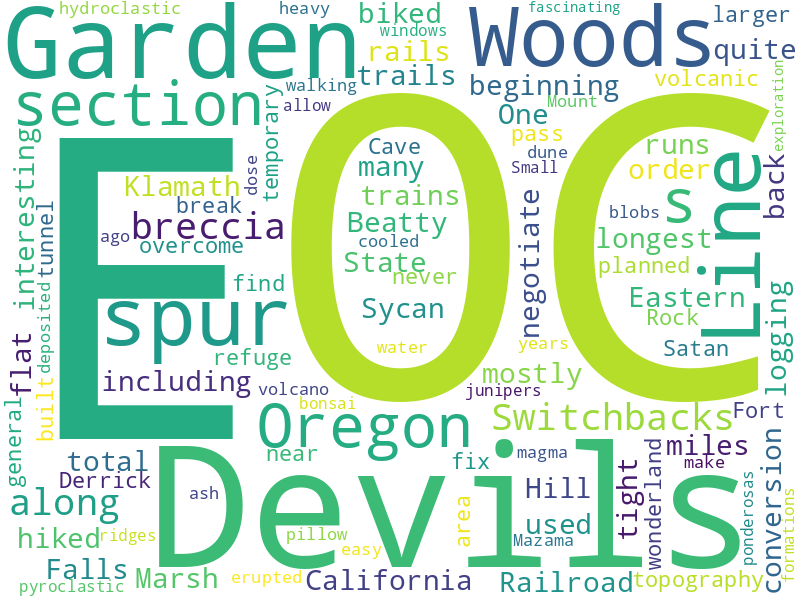 hydroclastic
heavy
fascinating
Garden
biked
Woods
larger
windows
quite
rails
trails
walking
beginning
volcanic
section
allow
One
Mount
exploration
temporary
pass
Cave
dune
runs
many
Small
order
back
interesting
Klamath
dose
trains
break
Beatty
blobs
s
tunnel
breccia
ago
overcome
cooled
longest
State
never
planned
Line
negotiate
EOC
find
Eastern
spur
Sycan
Rock
deposited
refuge
water
years
Satan
logging
flat
including
volcano
mostly
junipers
built
bonsai
Oregon
Switchbacks
Fort
general
near
fix
magma
miles
total
Devils
make
Derrick
ash
Hill
tight
wonderland
conversion
along
used
ponderosas
hiked
ridges
pillow
easy
area
Mazama
formations
Falls
Marsh
erupted
California
Railroad
topography
pyroclastic